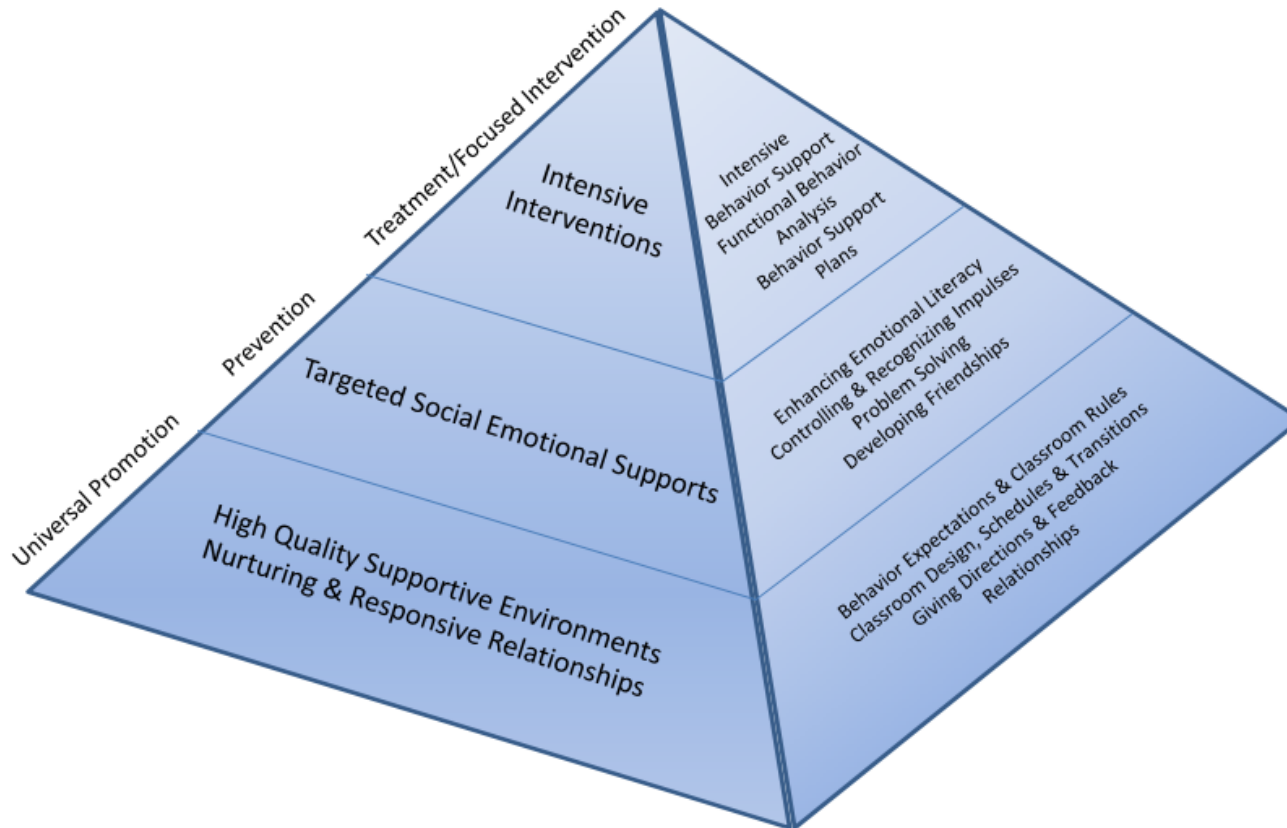 Treatment/Focused Intervention
Prevention
Universal Promotion
Intensive
Interventions
Targeted Social Emotional Supports
High Quality Supportive Environments
Nurturing & Responsive Relationships
Intensive
Behavior Support
Functional Behavior
Analysis
Behavior Support
Plans
Enhancing Emotional Literacy
Controlling & Recognizing Impulses
Problem Solving
Developing Friendships
Behavior Expectations & Classroom Rules
Classroom Design, Schedules & Transitions
Giving Directions & Feedback
Relationships